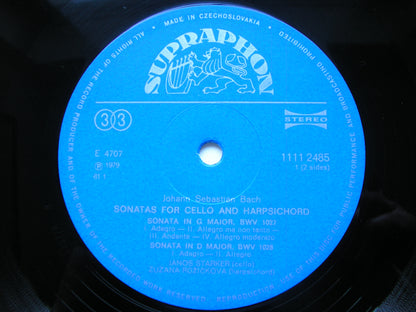 MADE IN CZECHOSLOVAKIA
ALL RIGHTS OF THE RECORD PRODUCER AND OF THE OWNER OF THE RECORDED WORK RESERVED. REPRODUCTION USE OF THIS DISC FOR PUBLIC PERFORMANCE AND BROADCASTING PROHIBITED
SUPRAPHON
33
STEREO
E 4707
1111 2485
Ⓟ 1979
1 (2 sides)
Johann Sebastian Bach
SONATAS FOR CELLO AND HARPSICHORD
SONATA IN G MAJOR, BWV 1027
I. Adagio — II. Allegro ma non tanto —
III. Andante — IV. Allegro moderato
SONATA IN D MAJOR, BWV 1028
I. Adagio — II. Allegro
JÁNOS STARKER (cello)
ZUZANA RŮŽIČKOVÁ (harpsichord)